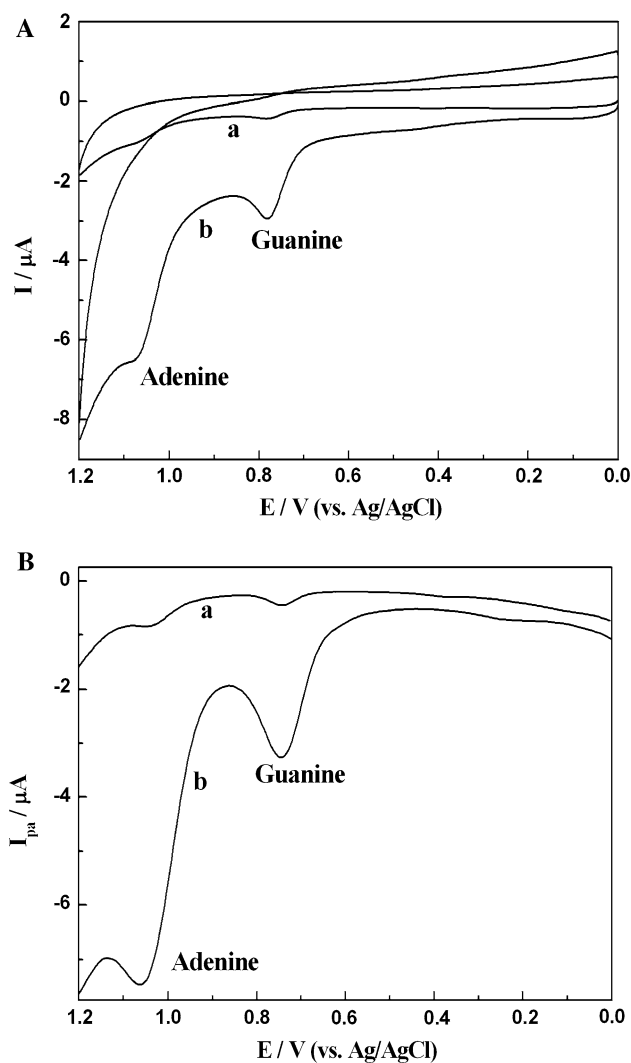 A
2
0
-2
-4
-6
-8
I / μA
a
b
Guanine
Adenine
1.2 1.0 0.8 0.6 0.4 0.2 0.0
E / V (vs. Ag/AgCl)
B
0
-2
-4
-6
I_pa / μA
a
b
Guanine
Adenine
1.2 1.0 0.8 0.6 0.4 0.2 0.0
E / V (vs. Ag/AgCl)